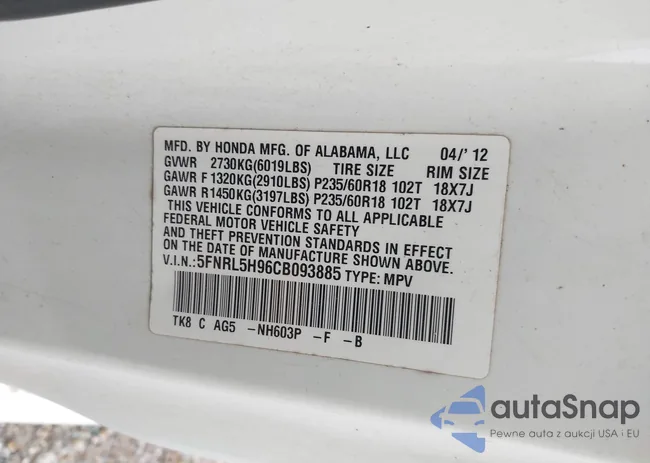 MFD. BY HONDA MFG. OF ALABAMA, LLC 04/' 12
GVWR 2730KG(6019LBS) TIRE SIZE RIM SIZE
GAWR F 1320KG(2910LBS) P235/60R18 102T 18X7J
GAWR R1450KG(3197LBS) P235/60R18 102T 18X7J
THIS VEHICLE CONFORMS TO ALL APPLICABLE
FEDERAL MOTOR VEHICLE SAFETY
AND THEFT PREVENTION STANDARDS IN EFFECT
ON THE DATE OF MANUFACTURE SHOWN ABOVE.
V.I.N.:5FNRL5H96CB093885 TYPE: MPV
TK8 C AG5 -NH603P -F -B
autaSnap
Pewne auta z aukcji USA i EU